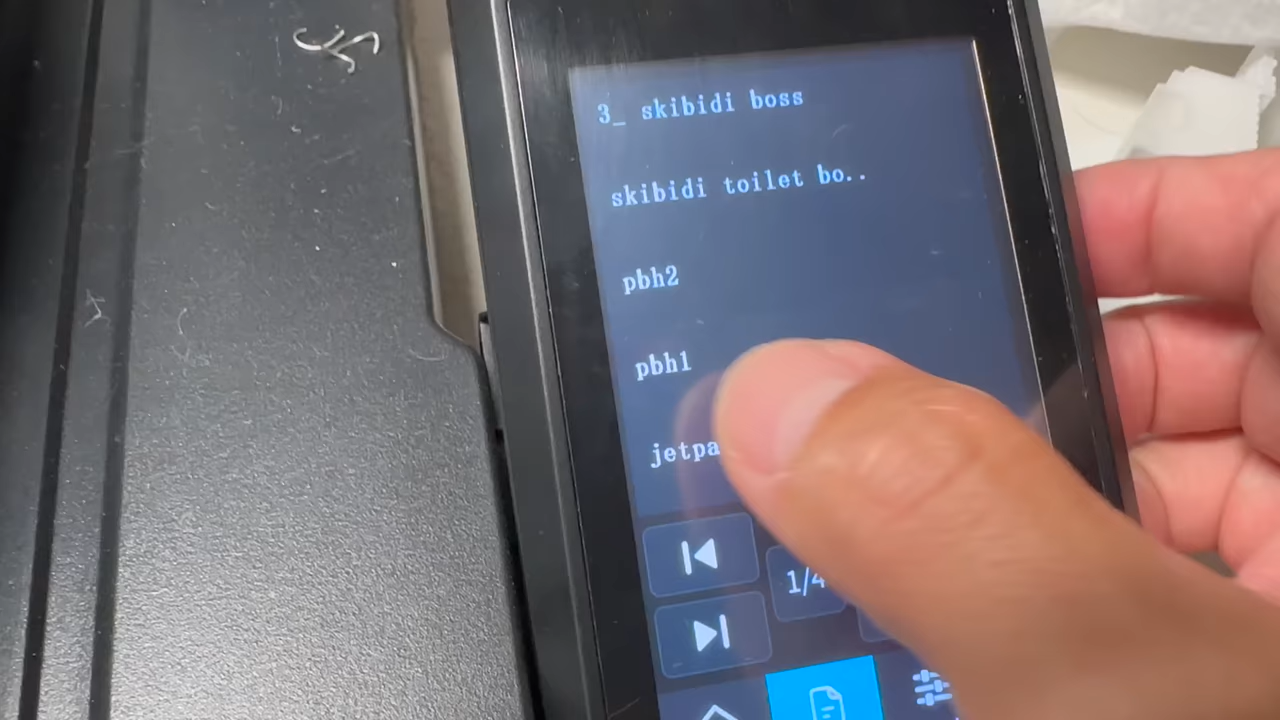 3_ skibidi boss
skibidi toilet bo..
pbh2
pbh1
jetpa
1/4